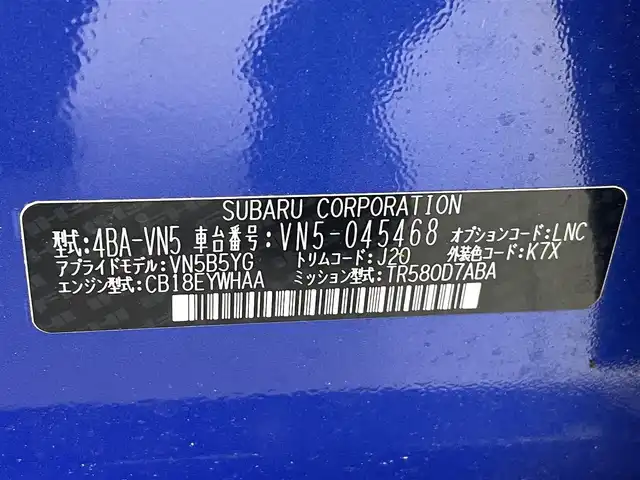 SUBARU CORPORATION
型式:4BA-VN5 車台番号:VN5-045468 オプションコード:LNC
アプライドモデル:VN5B5YG トリムコード:J20 外装色コード:K7X
エンジン型式:CB18EYWHAA ミッション型式:TR580D7ABA